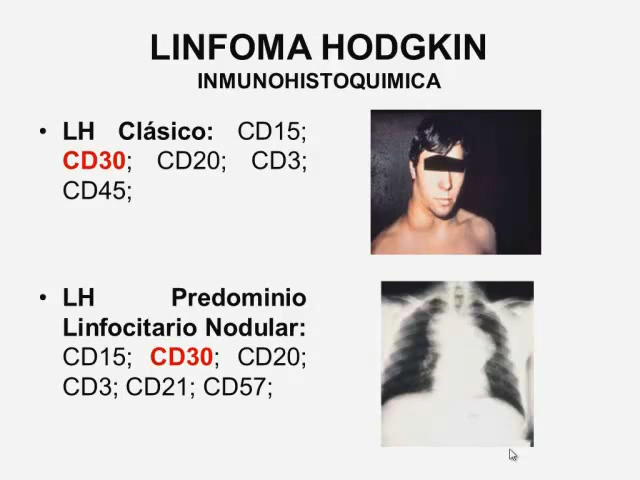 LINFOMA HODGKIN
INMUNOHISTOQUIMICA
• LH Clásico: CD15;
CD30; CD20; CD3;
CD45;
• LH Predominio
Linfocitario Nodular:
CD15; CD30; CD20;
CD3; CD21; CD57;